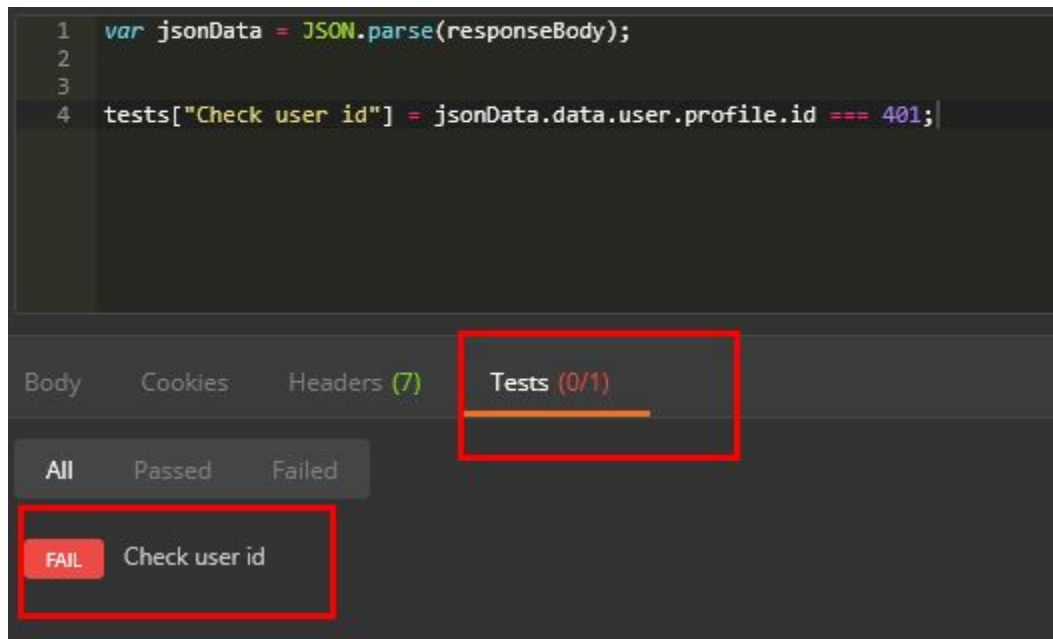 1 var jsonData = JSON.parse(responseBody);
2
3
4 tests["Check user id"] = jsonData.data.user.profile.id === 401;
Body Cookies Headers (7) Tests (0/1)
All Passed Failed
FAIL Check user id